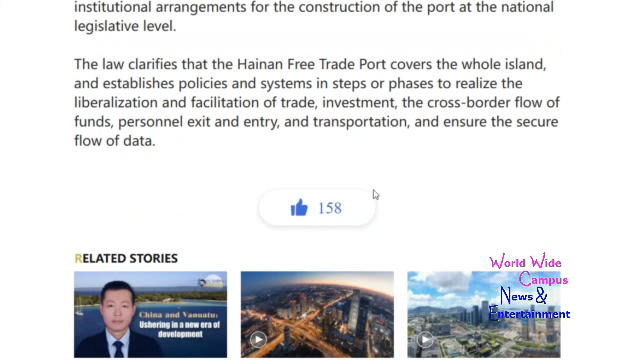 institutional arrangements for the construction of the port at the national
legislative level.
The law clarifies that the Hainan Free Trade Port covers the whole island,
and establishes policies and systems in steps or phases to realize the
liberalization and facilitation of trade, investment, the cross-border flow of
funds, personnel exit and entry, and transportation, and ensure the secure
flow of data.
158
RELATED STORIES
China and Vanuatu:
Ushering in a new era of
development
World Wide
Campus
News &
Entertainment